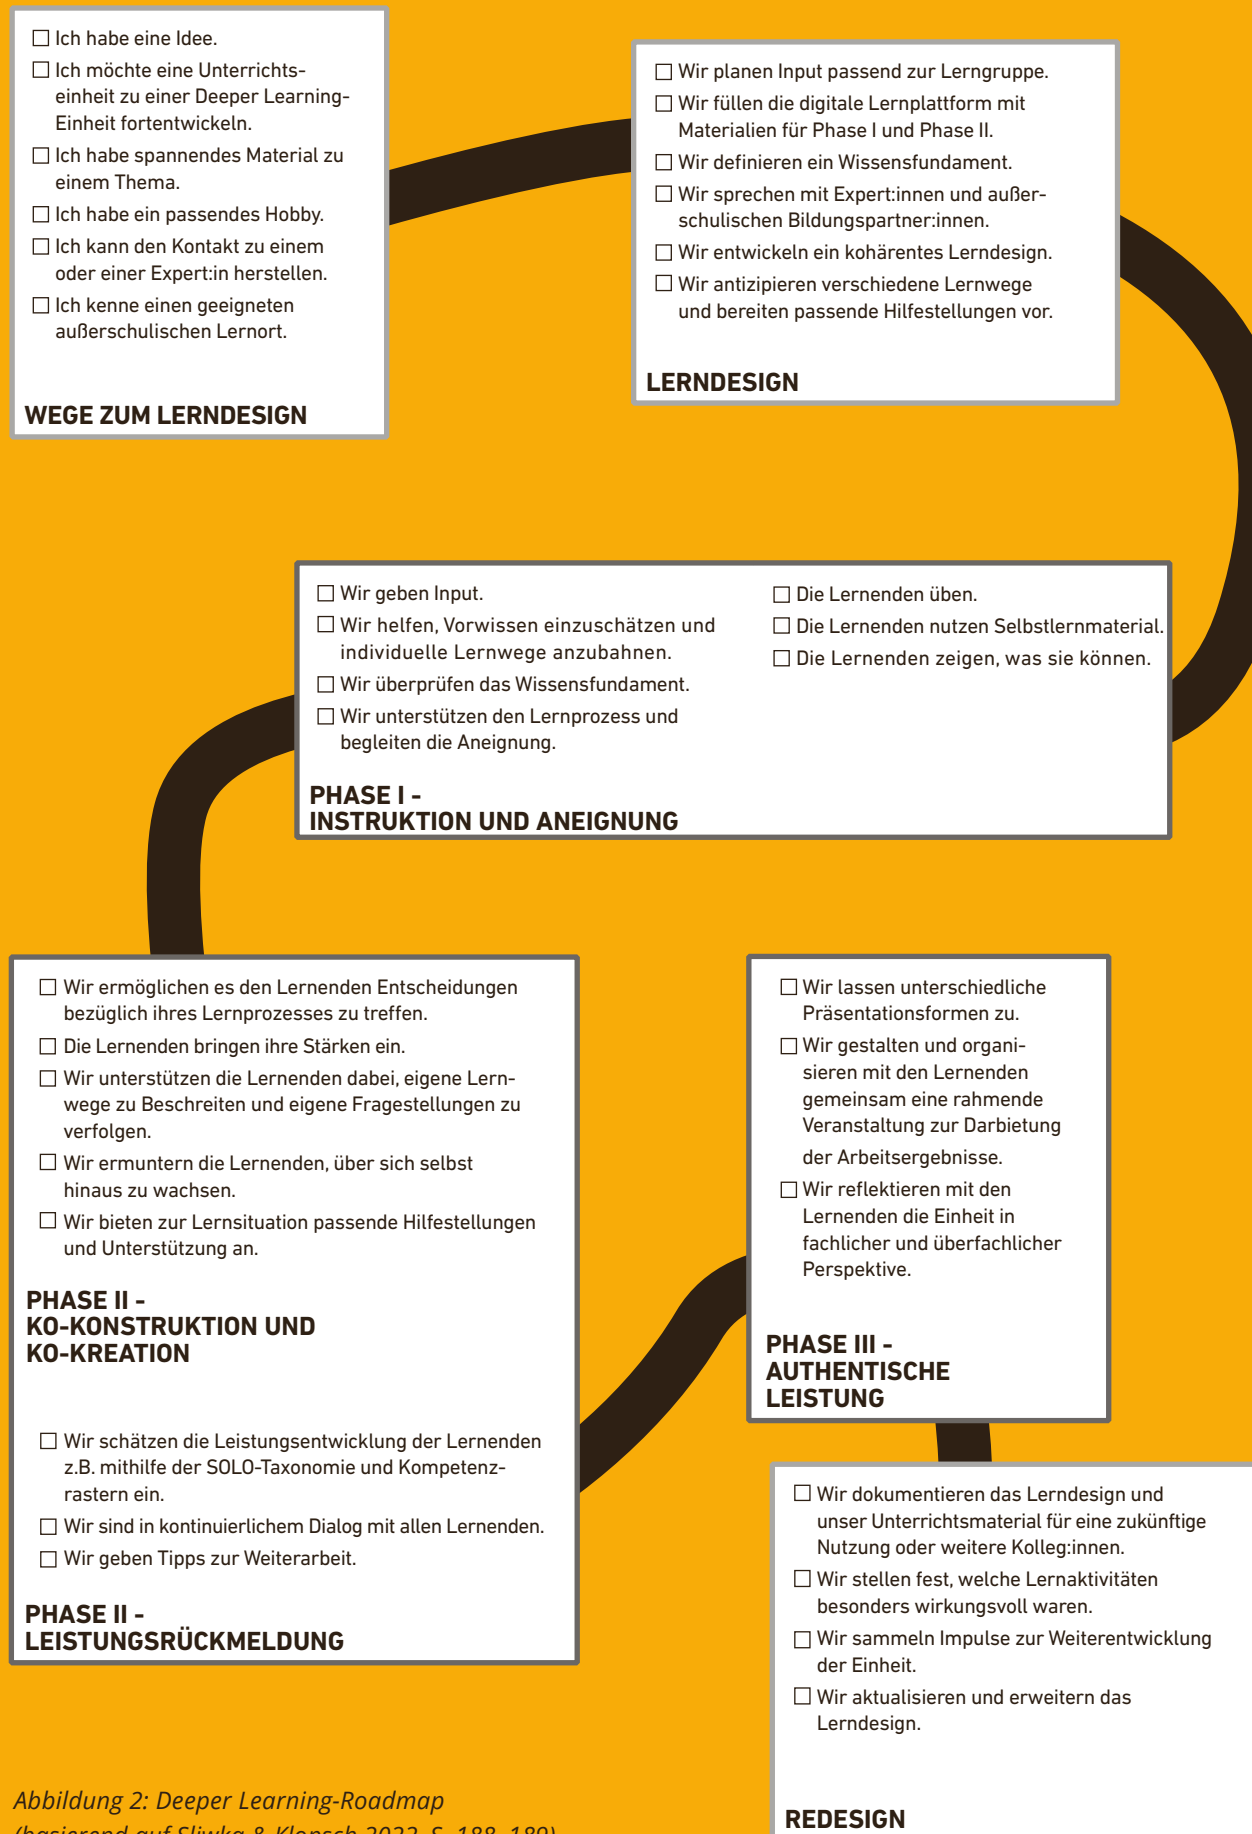 ☐ Ich habe eine Idee.
☐ Ich möchte eine Unterrichts-
einheit zu einer Deeper Learning-
Einheit fortentwickeln.
☐ Ich habe spannendes Material zu
einem Thema.
☐ Ich habe ein passendes Hobby.
☐ Ich kann den Kontakt zu einem
oder einer Expert:in herstellen.
☐ Ich kenne einen geeigneten
außerschulischen Lernort.
WEGE ZUM LERNDESIGN
☐ Wir planen Input passend zur Lerngruppe.
☐ Wir füllen die digitale Lernplattform mit
Materialien für Phase I und Phase II.
☐ Wir definieren ein Wissensfundament.
☐ Wir sprechen mit Expert:innen und außer-
schulischen Bildungspartner:innen.
☐ Wir entwickeln ein kohärentes Lerndesign.
☐ Wir antizipieren verschiedene Lernwege
und bereiten passende Hilfestellungen vor.
LERNDESIGN
☐ Wir geben Input.
☐ Wir helfen, Vorwissen einzuschätzen und
individuelle Lernwege anzubahnen.
☐ Wir überprüfen das Wissensfundament.
☐ Wir unterstützen den Lernprozess und
begleiten die Aneignung.
☐ Die Lernenden üben.
☐ Die Lernenden nutzen Selbstlernmaterial.
☐ Die Lernenden zeigen, was sie können.
PHASE I -
INSTRUKTION UND ANEIGNUNG
☐ Wir ermöglichen es den Lernenden Entscheidungen
bezüglich ihres Lernprozesses zu treffen.
☐ Die Lernenden bringen ihre Stärken ein.
☐ Wir unterstützen die Lernenden dabei, eigene Lern-
wege zu Beschreiten und eigene Fragestellungen zu
verfolgen.
☐ Wir ermuntern die Lernenden, über sich selbst
hinaus zu wachsen.
☐ Wir bieten zur Lernsituation passende Hilfestellungen
und Unterstützung an.
PHASE II -
KO-KONSTRUKTION UND
KO-KREATION
☐ Wir schätzen die Leistungsentwicklung der Lernenden
z.B. mithilfe der SOLO-Taxonomie und Kompetenz-
rastern ein.
☐ Wir sind in kontinuierlichem Dialog mit allen Lernenden.
☐ Wir geben Tipps zur Weiterarbeit.
PHASE II -
LEISTUNGSRÜCKMELDUNG
☐ Wir lassen unterschiedliche
Präsentationsformen zu.
☐ Wir gestalten und organi-
sieren mit den Lernenden
gemeinsam eine rahmende
Veranstaltung zur Darbietung
der Arbeitsergebnisse.
☐ Wir reflektieren mit den
Lernenden die Einheit in
fachlicher und überfachlicher
Perspektive.
PHASE III -
AUTHENTISCHE
LEISTUNG
☐ Wir dokumentieren das Lerndesign und
unser Unterrichtsmaterial für eine zukünftige
Nutzung oder weitere Kolleg:innen.
☐ Wir stellen fest, welche Lernaktivitäten
besonders wirkungsvoll waren.
☐ Wir sammeln Impulse zur Weiterentwicklung
der Einheit.
☐ Wir aktualisieren und erweitern das
Lerndesign.
REDESIGN
Abbildung 2: Deeper Learning-Roadmap
(basierend auf Sliwka & Klopsch 2022, S. 188–189)